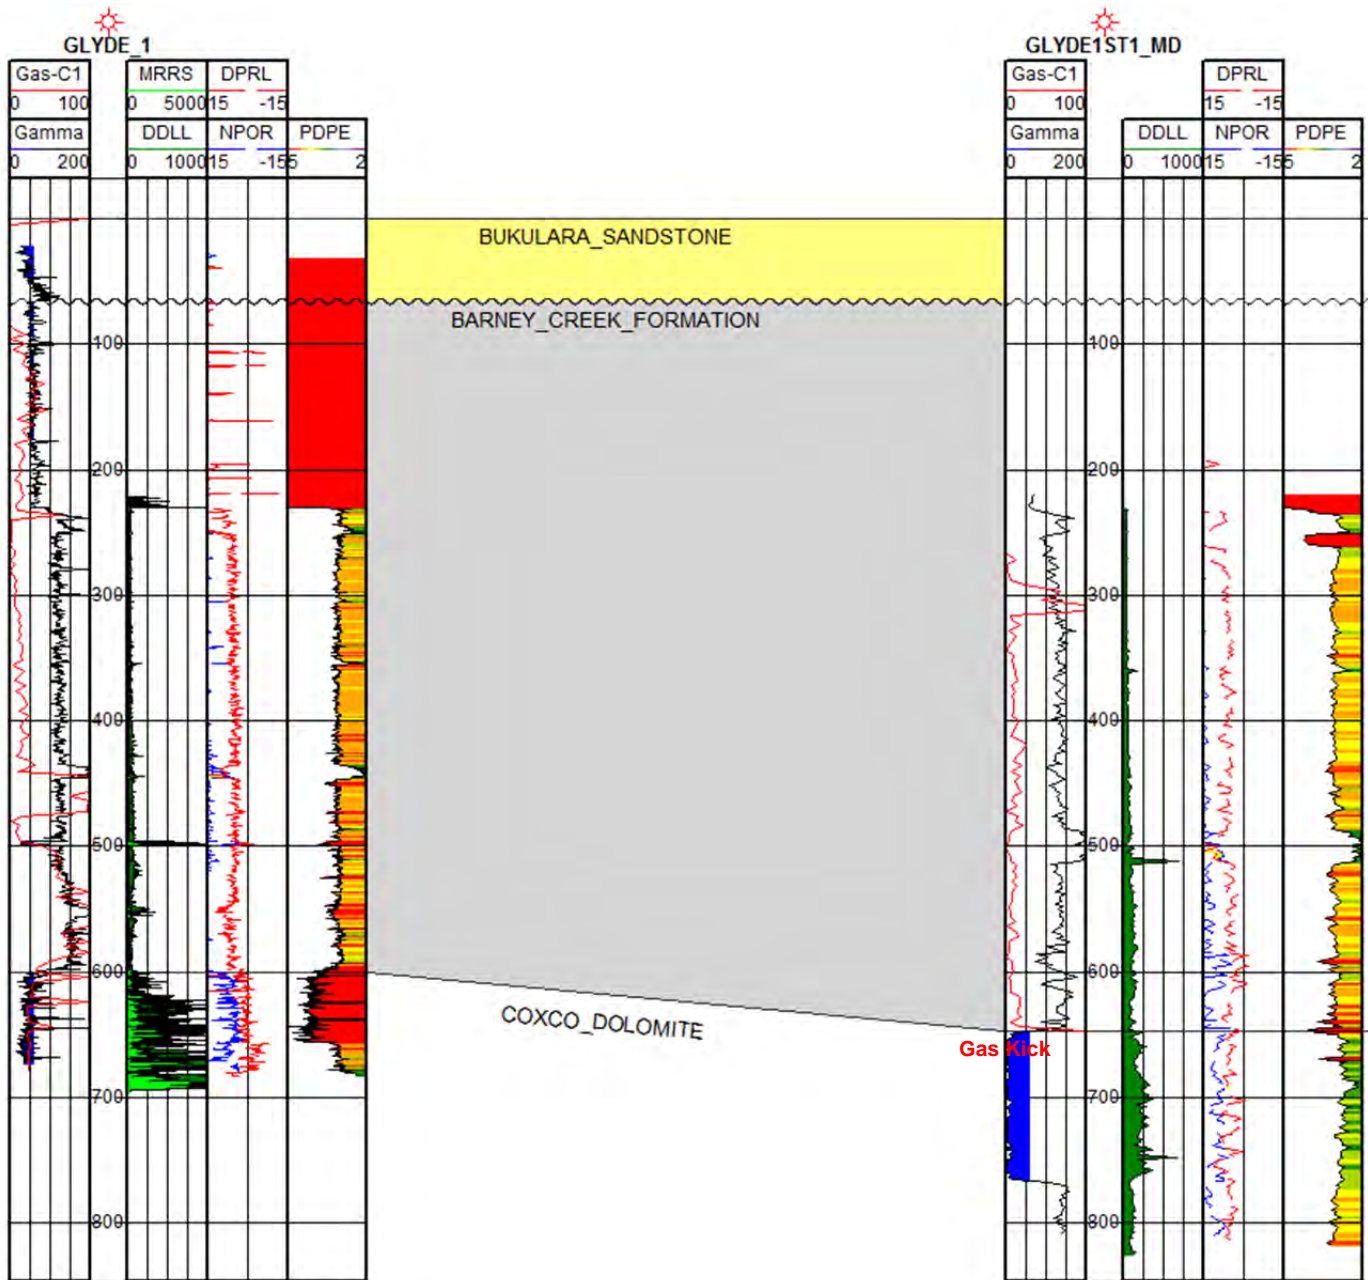 GLYDE_1
GLYDE1ST1_MD
Gas-C1 MRRS DPRL
0 100 0 5000 15 -15
Gamma DDLL NPOR PDPE
0 200 0 1000 15 -15 5 2
Gas-C1 DPRL
0 100 15 -15
Gamma DDLL NPOR PDPE
0 200 0 1000 15 -15 5 2
BUKULARA_SANDSTONE
BARNEY_CREEK_FORMATION
100 100
200 200
300 300
400 400
500 500
600 600
COXCO_DOLOMITE
Gas Kick
700 700
800 800